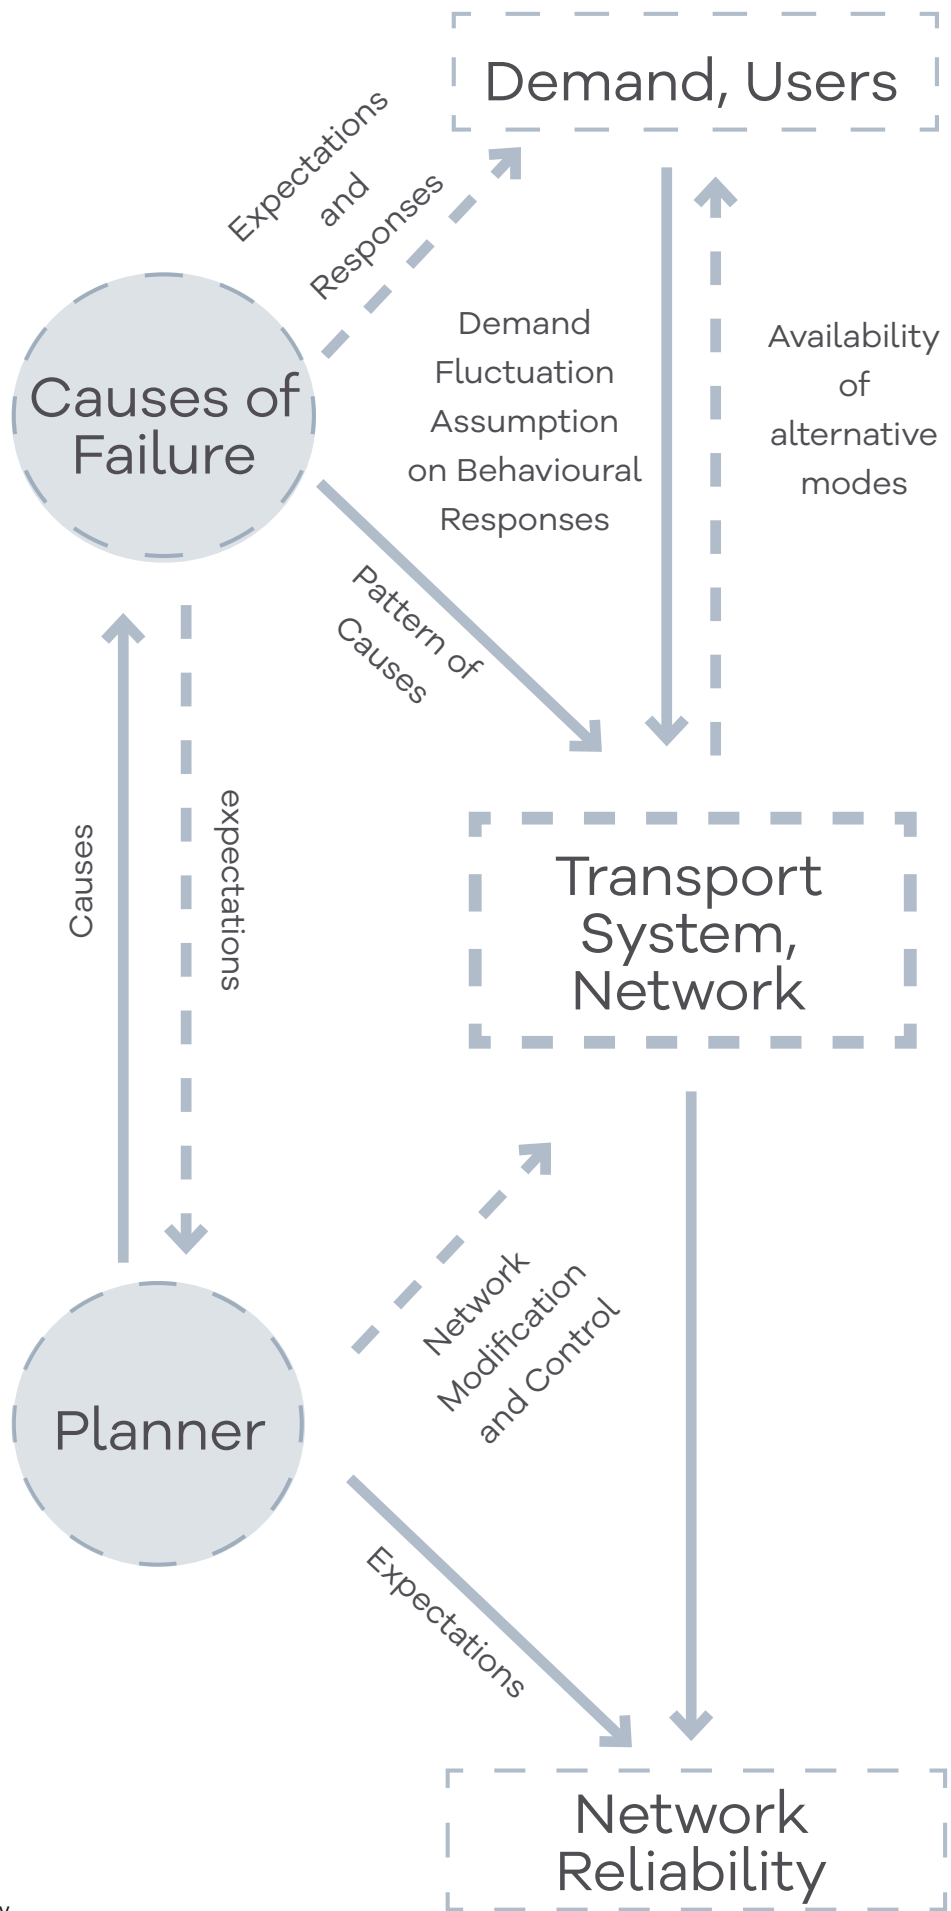 Demand, Users
Expectations
and
Responses
Causes of
Failure
Demand
Fluctuation
Assumption
on Behavioural
Responses
Availability
of
alternative
modes
Pattern of
Causes
Causes
expectations
Transport
System,
Network
Network
Modification
and Control
Planner
Expectations
Network
Reliability